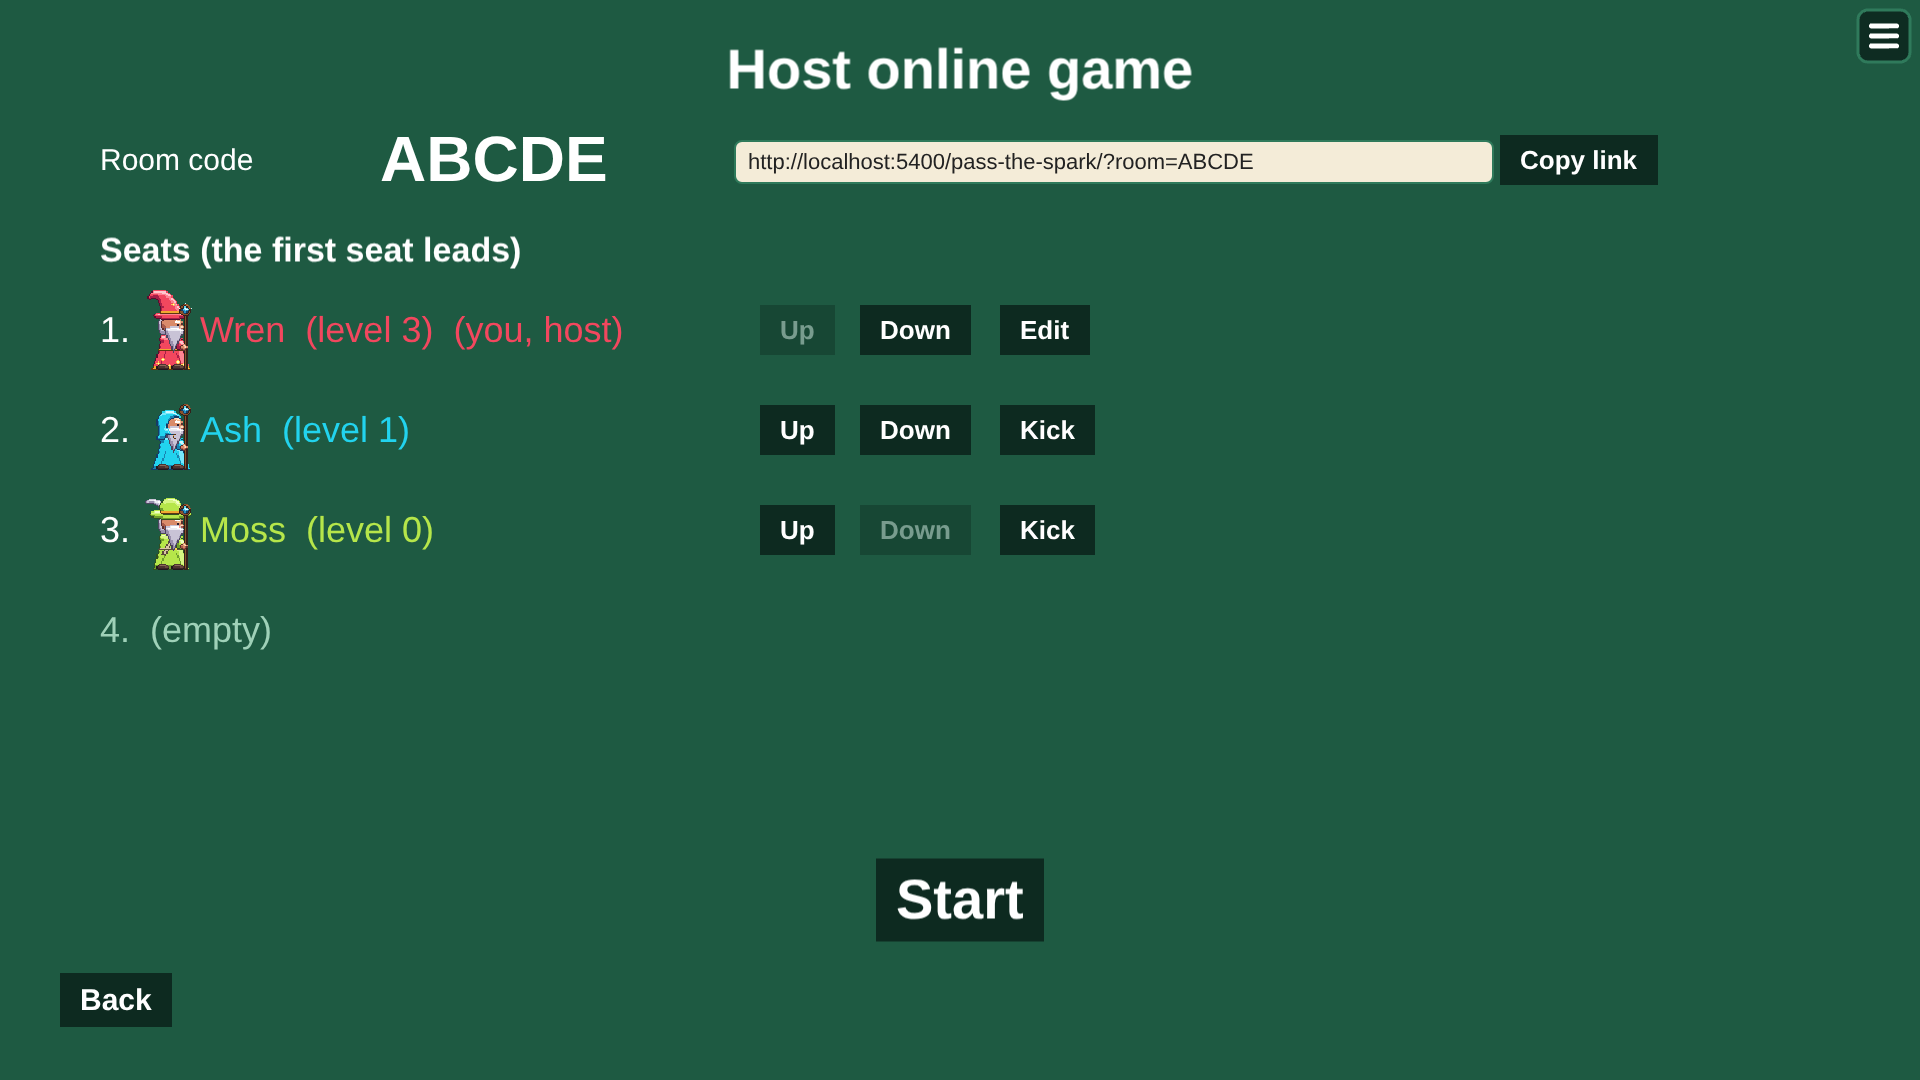 Host online game
Room code ABCDE http://localhost:5400/pass-the-spark/?room=ABCDE Copy link
Seats (the first seat leads)
1. Wren (level 3) (you, host) Up Down Edit
2. Ash (level 1) Up Down Kick
3. Moss (level 0) Up Down Kick
4. (empty)
Start
Back